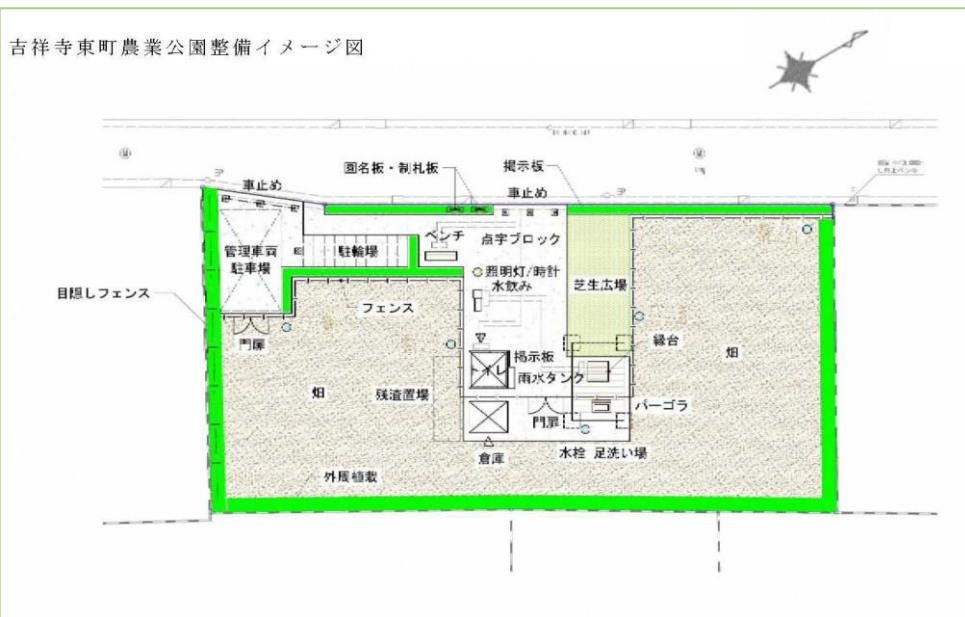 吉祥寺東町農業公園整備イメージ図
園名板・制札板
掲示板
車止め
車止め
ベンチ
点字ブロック
管理車両
駐車場
駐輪場
照明灯/時計
水飲み
芝生広場
目隠しフェンス
フェンス
門扉
縁台
畑
掲示板
トイレ
雨水タンク
畑
残渣置場
パーゴラ
門扉
倉庫
水栓 足洗い場
外周植栽